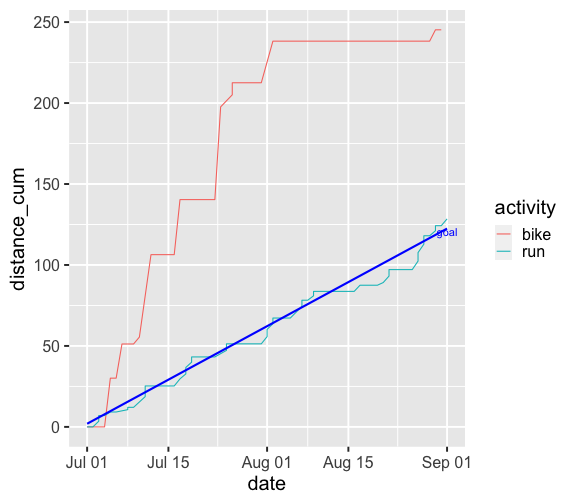 250
200
150
100
50
0
distance_cum
Jul 01
Jul 15
Aug 01
Aug 15
Sep 01
date
goal
activity
bike
run